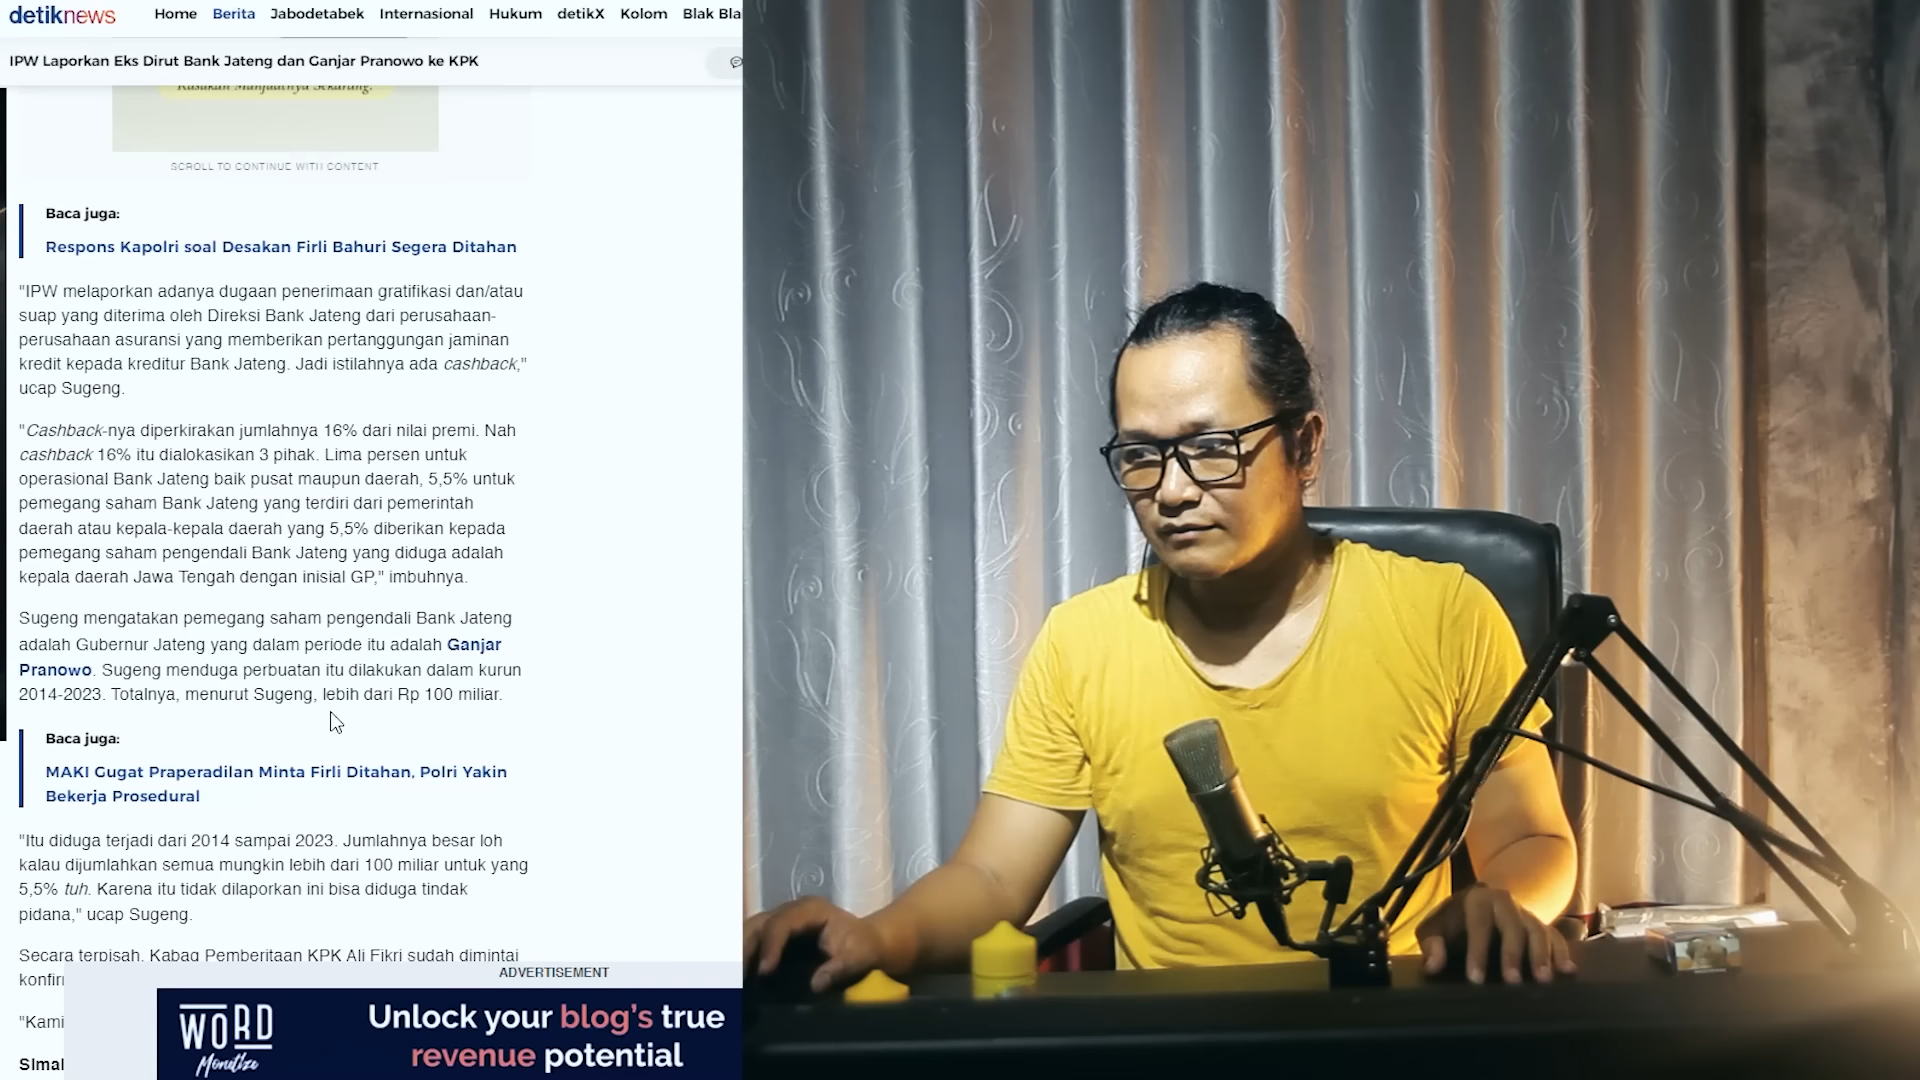 detiknews
Home Berita Jabodetabek Internasional Hukum detikX Kolom Blak Bla
IPW Laporkan Eks Dirut Bank Jateng dan Ganjar Pranowo ke KPK
Rasakan Manfaatnya Sekarang.
SCROLL TO CONTINUE WITH CONTENT
Baca juga:
Respons Kapolri soal Desakan Firli Bahuri Segera Ditahan
"IPW melaporkan adanya dugaan penerimaan gratifikasi dan/atau
suap yang diterima oleh Direksi Bank Jateng dari perusahaan-
perusahaan asuransi yang memberikan pertanggungan jaminan
kredit kepada kreditur Bank Jateng. Jadi istilahnya ada cashback,"
ucap Sugeng.
"Cashback-nya diperkirakan jumlahnya 16% dari nilai premi. Nah
cashback 16% itu dialokasikan 3 pihak. Lima persen untuk
operasional Bank Jateng baik pusat maupun daerah, 5,5% untuk
pemegang saham Bank Jateng yang terdiri dari pemerintah
daerah atau kepala-kepala daerah yang 5,5% diberikan kepada
pemegang saham pengendali Bank Jateng yang diduga adalah
kepala daerah Jawa Tengah dengan inisial GP," imbuhnya.
Sugeng mengatakan pemegang saham pengendali Bank Jateng
adalah Gubernur Jateng yang dalam periode itu adalah Ganjar
Pranowo. Sugeng menduga perbuatan itu dilakukan dalam kurun
2014-2023. Totalnya, menurut Sugeng, lebih dari Rp 100 miliar.
Baca juga:
MAKI Gugat Praperadilan Minta Firli Ditahan, Polri Yakin
Bekerja Prosedural
"Itu diduga terjadi dari 2014 sampai 2023. Jumlahnya besar loh
kalau dijumlahkan semua mungkin lebih dari 100 miliar untuk yang
5,5% tuh. Karena itu tidak dilaporkan ini bisa diduga tindak
pidana," ucap Sugeng.
Secara terpisah, Kabag Pemberitaan KPK Ali Fikri sudah dimintai
konfir
"Kami
Simal
ADVERTISEMENT
WORD
Monetize
Unlock your blog's true
revenue potential